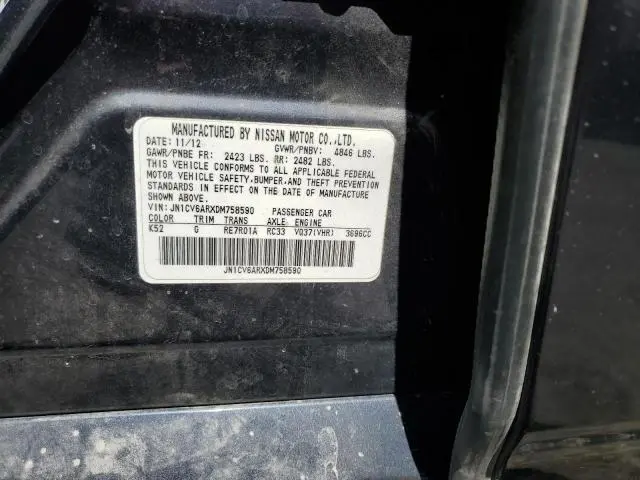 MANUFACTURED BY NISSAN MOTOR CO.,LTD.
DATE: 11/12 GVWR/PNBV: 4846 LBS.
GAWR/PNBE FR: 2423 LBS. RR: 2482 LBS.
THIS VEHICLE CONFORMS TO ALL APPLICABLE FEDERAL
MOTOR VEHICLE SAFETY,BUMPER,AND THEFT PREVENTION
STANDARDS IN EFFECT ON THE DATE OF MANUFACTURE
SHOWN ABOVE.
VIN: JN1CV6ARXDM758590 PASSENGER CAR
COLOR TRIM TRANS AXLE ENGINE
K52 G RE7R01A RC33 VQ37(VHR) 3696CC
JN1CV6ARXDM758590